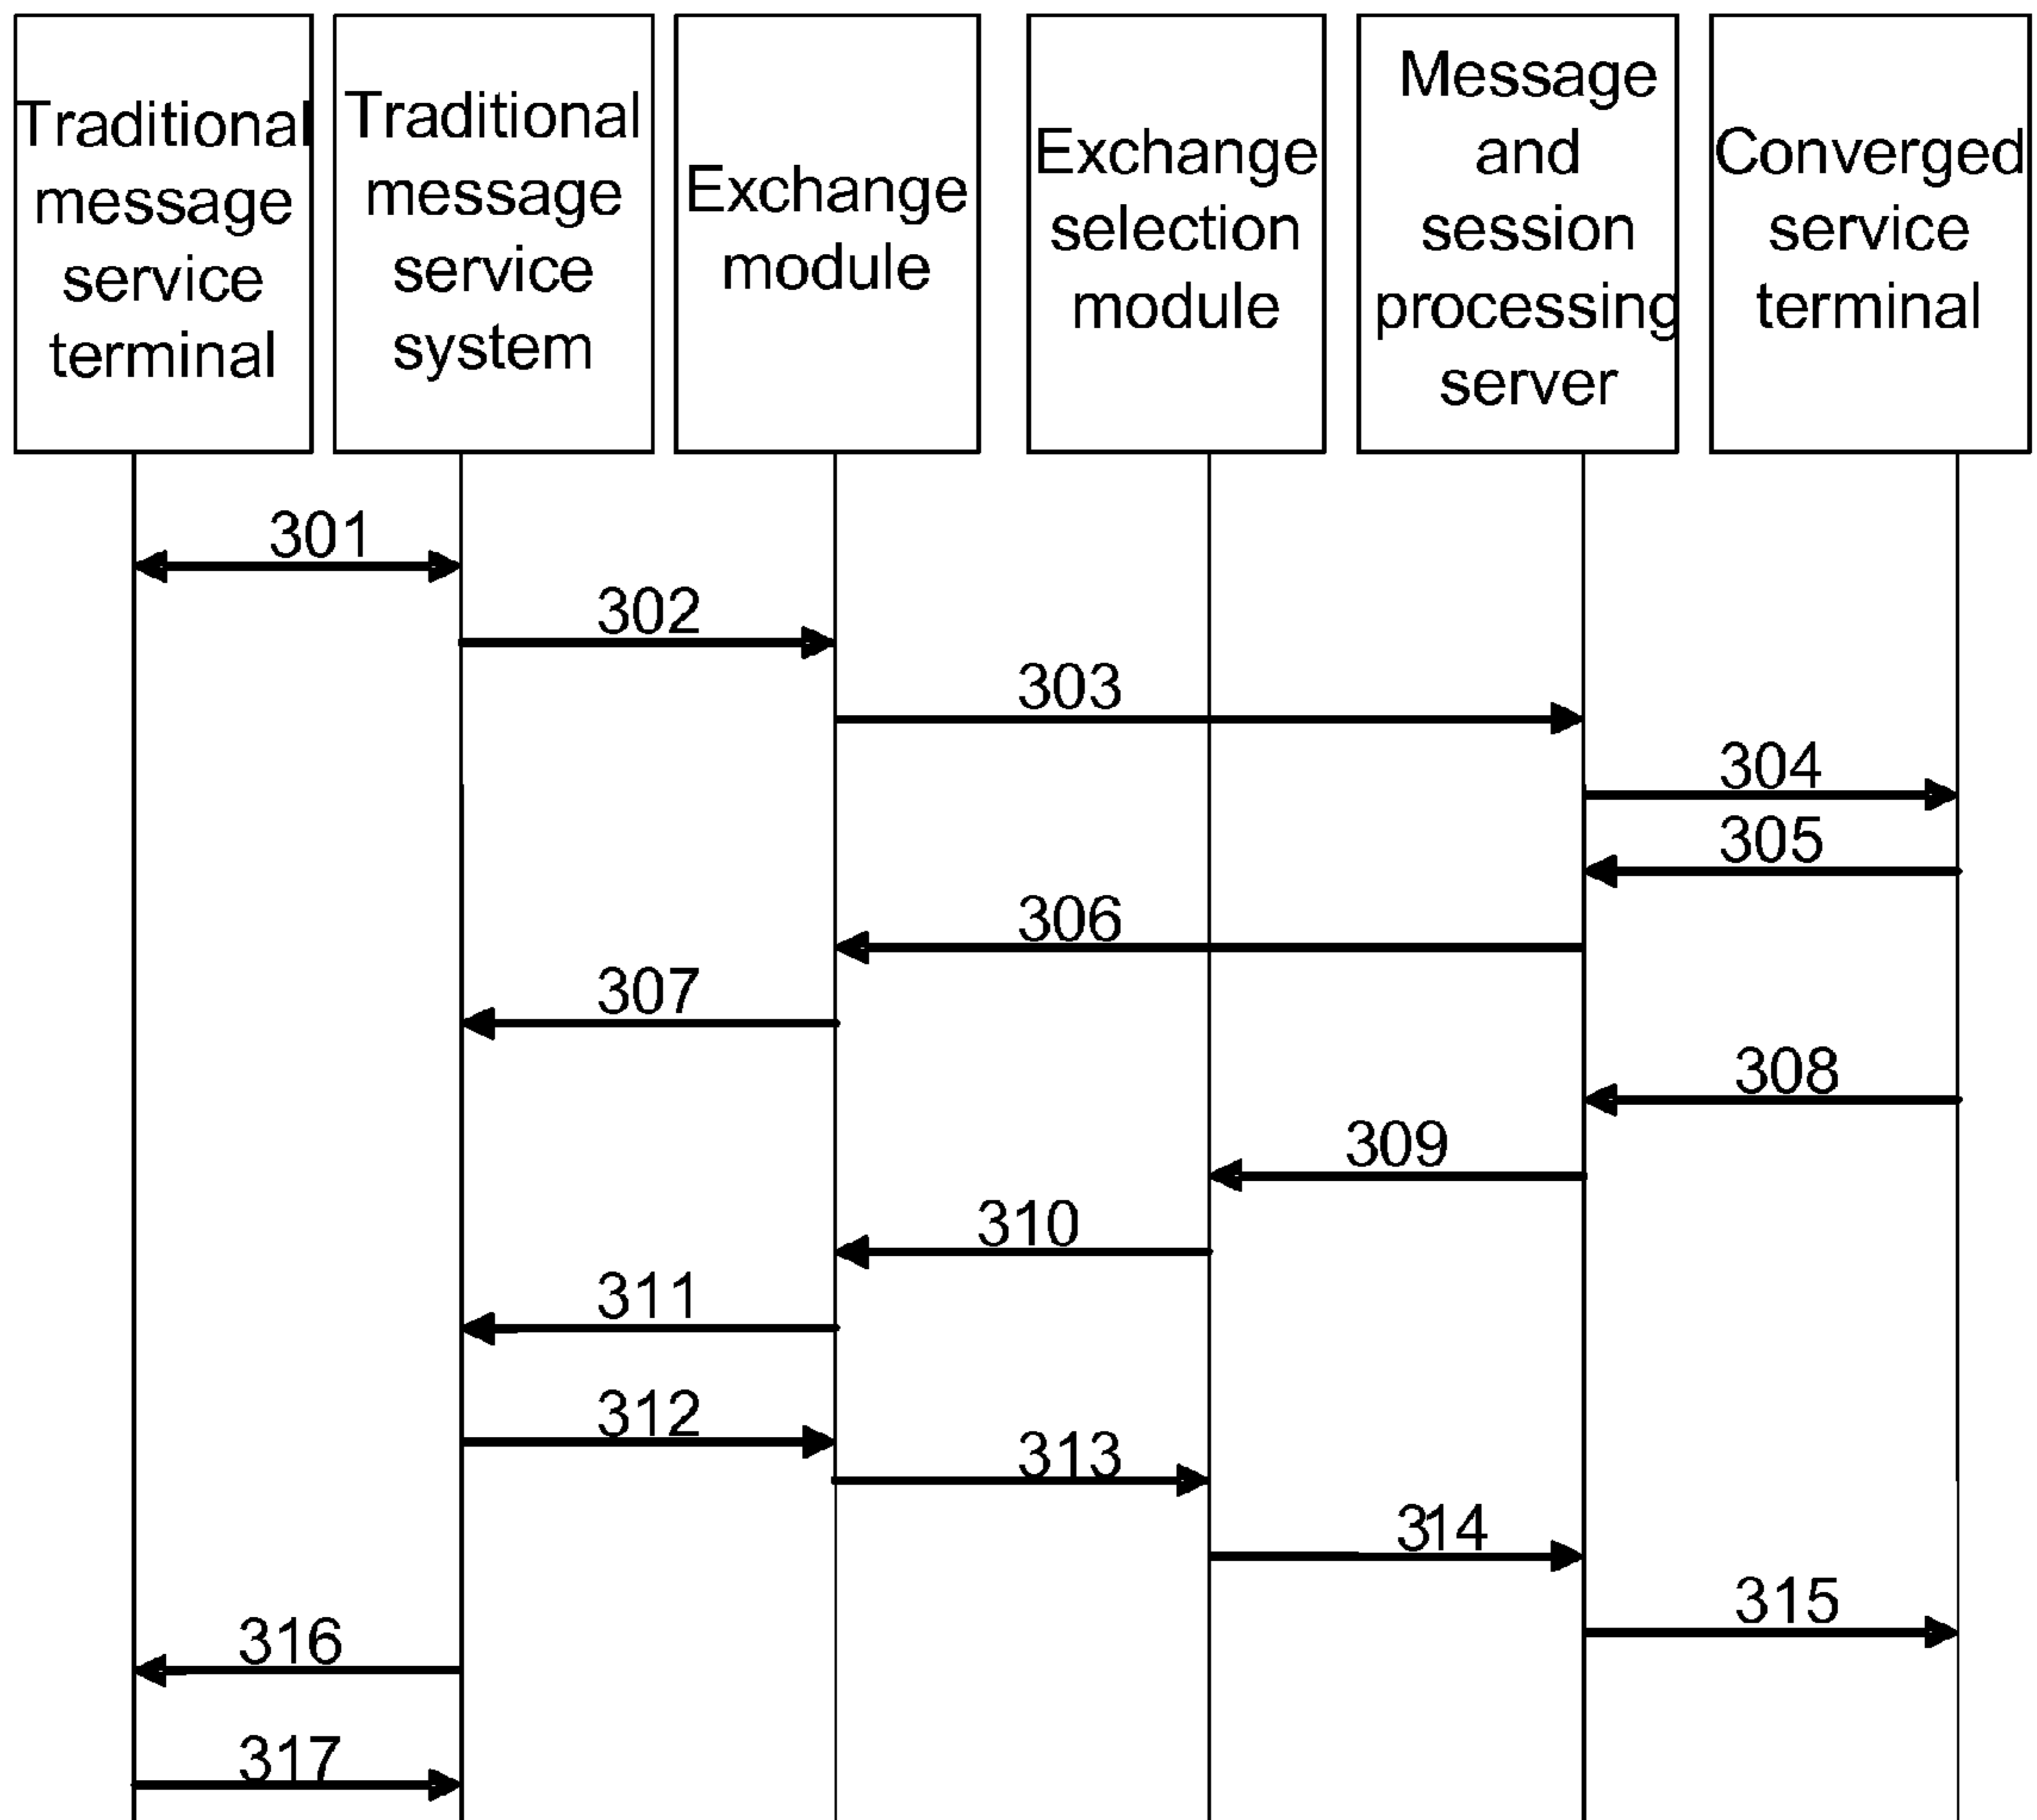 Traditional
message
service
terminal
Traditional
message
service
system
Exchange
module
Exchange
selection
module
Message
and
session
processing
server
Converged
service
terminal
301
302
303
304
305
306
307
308
309
310
311
312
313
314
315
316
317